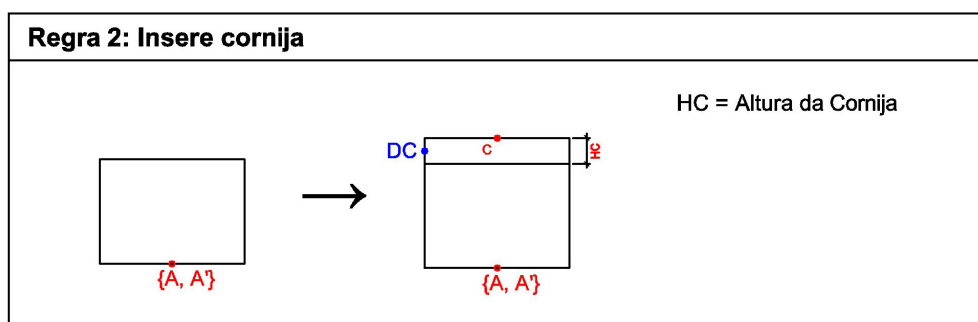 Regra 2: Insere cornija
HC = Altura da Cornija
DC
C
HC
{A, A'}
{A, A'}